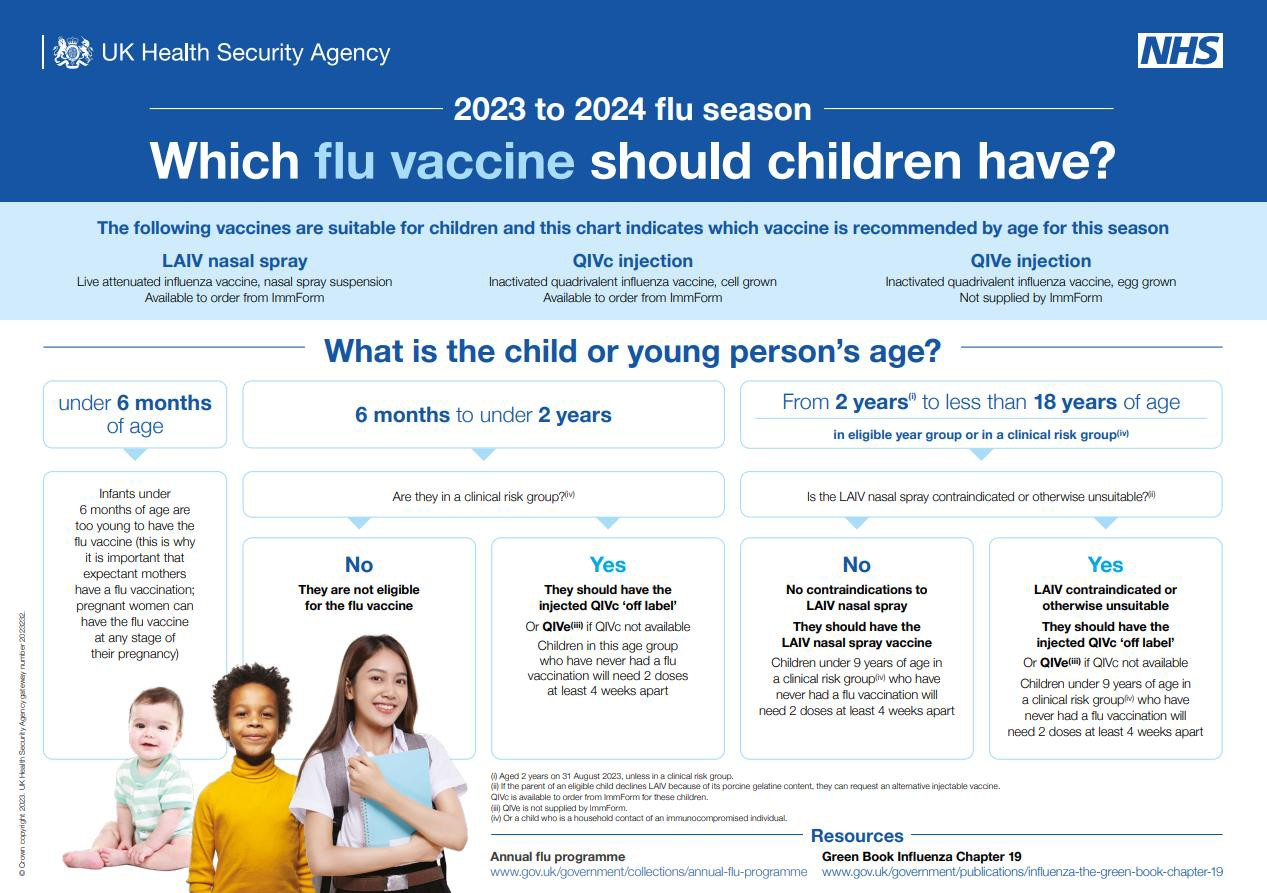 UK Health Security Agency
NHS
2023 to 2024 flu season
Which flu vaccine should children have?
The following vaccines are suitable for children and this chart indicates which vaccine is recommended by age for this season
LAIV nasal spray
Live attenuated influenza vaccine, nasal spray suspension
Available to order from ImmForm
QIVc injection
Inactivated quadrivalent influenza vaccine, cell grown
Available to order from ImmForm
QIVe injection
Inactivated quadrivalent influenza vaccine, egg grown
Not supplied by ImmForm
What is the child or young person's age?
under 6 months
of age
Infants under
6 months of age are
too young to have the
flu vaccine (this is why
it is important that
expectant mothers
have a flu vaccination;
pregnant women can
have the flu vaccine
at any stage of
their pregnancy)
6 months to under 2 years
Are they in a clinical risk group?(iv)
No
They are not eligible
for the flu vaccine
Yes
They should have the
injected QIVc ‘off label’
Or QIVe(iii) if QIVc not available
Children in this age group
who have never had a flu
vaccination will need 2 doses
at least 4 weeks apart
From 2 years(i) to less than 18 years of age
in eligible year group or in a clinical risk group(iv)
Is the LAIV nasal spray contraindicated or otherwise unsuitable?(ii)
No
No contraindications to
LAIV nasal spray
They should have the
LAIV nasal spray vaccine
Children under 9 years of age in
a clinical risk group(iv) who have
never had a flu vaccination will
need 2 doses at least 4 weeks apart
Yes
LAIV contraindicated or
otherwise unsuitable
They should have the
injected QIVc ‘off label’
Or QIVe(iii) if QIVc not available
Children under 9 years of age in
a clinical risk group(iv) who have
never had a flu vaccination will
need 2 doses at least 4 weeks apart
(i) Aged 2 years on 31 August 2023, unless in a clinical risk group.
(ii) If the parent of an eligible child declines LAIV because of its porcine gelatine content, they can request an alternative injectable vaccine.
QIVc is available to order from ImmForm for these children.
(iii) QIVe is not supplied by ImmForm.
(iv) Or a child who is a household contact of an immunocompromised individual.
Resources
Annual flu programme
www.gov.uk/government/collections/annual-flu-programme
Green Book Influenza Chapter 19
www.gov.uk/government/publications/influenza-the-green-book-chapter-19
© Crown copyright 2023. UK Health Security Agency gateway number 2023232.